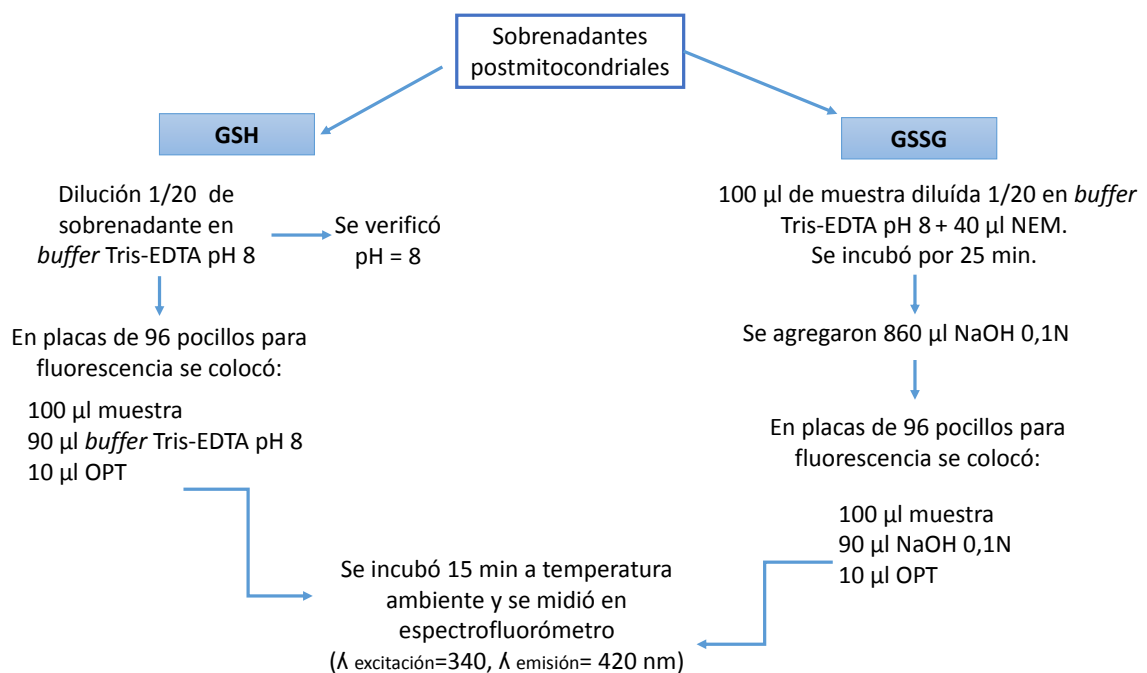 Sobrenadantes
postmitocondriales
GSH
Dilución 1/20 de
sobrenadante en
buffer Tris-EDTA pH 8
Se verificó
pH = 8
En placas de 96 pocillos para
fluorescencia se colocó:
100 µl muestra
90 µl buffer Tris-EDTA pH 8
10 µl OPT
GSSG
100 µl de muestra diluída 1/20 en buffer
Tris-EDTA pH 8 + 40 µl NEM.
Se incubó por 25 min.
Se agregaron 860 µl NaOH 0,1N
En placas de 96 pocillos para
fluorescencia se colocó:
100 µl muestra
90 µl NaOH 0,1N
10 µl OPT
Se incubó 15 min a temperatura
ambiente y se midió en
espectrofluorómetro
(ʎ excitación=340, ʎ emisión= 420 nm)